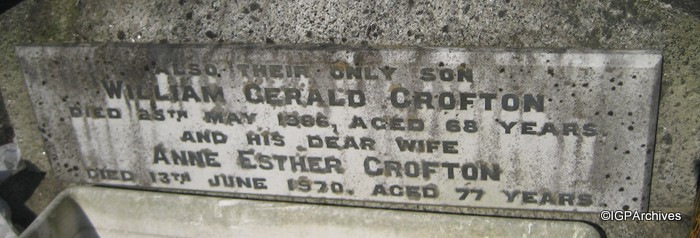 ALSO THEIR ONLY SON
WILLIAM GERALD CROFTON
DIED 25TH MAY 1966, AGED 68 YEARS.
AND HIS DEAR WIFE
ANNE ESTHER CROFTON
DIED 13TH JUNE 1970. AGED 77 YEARS
©IGPArchives